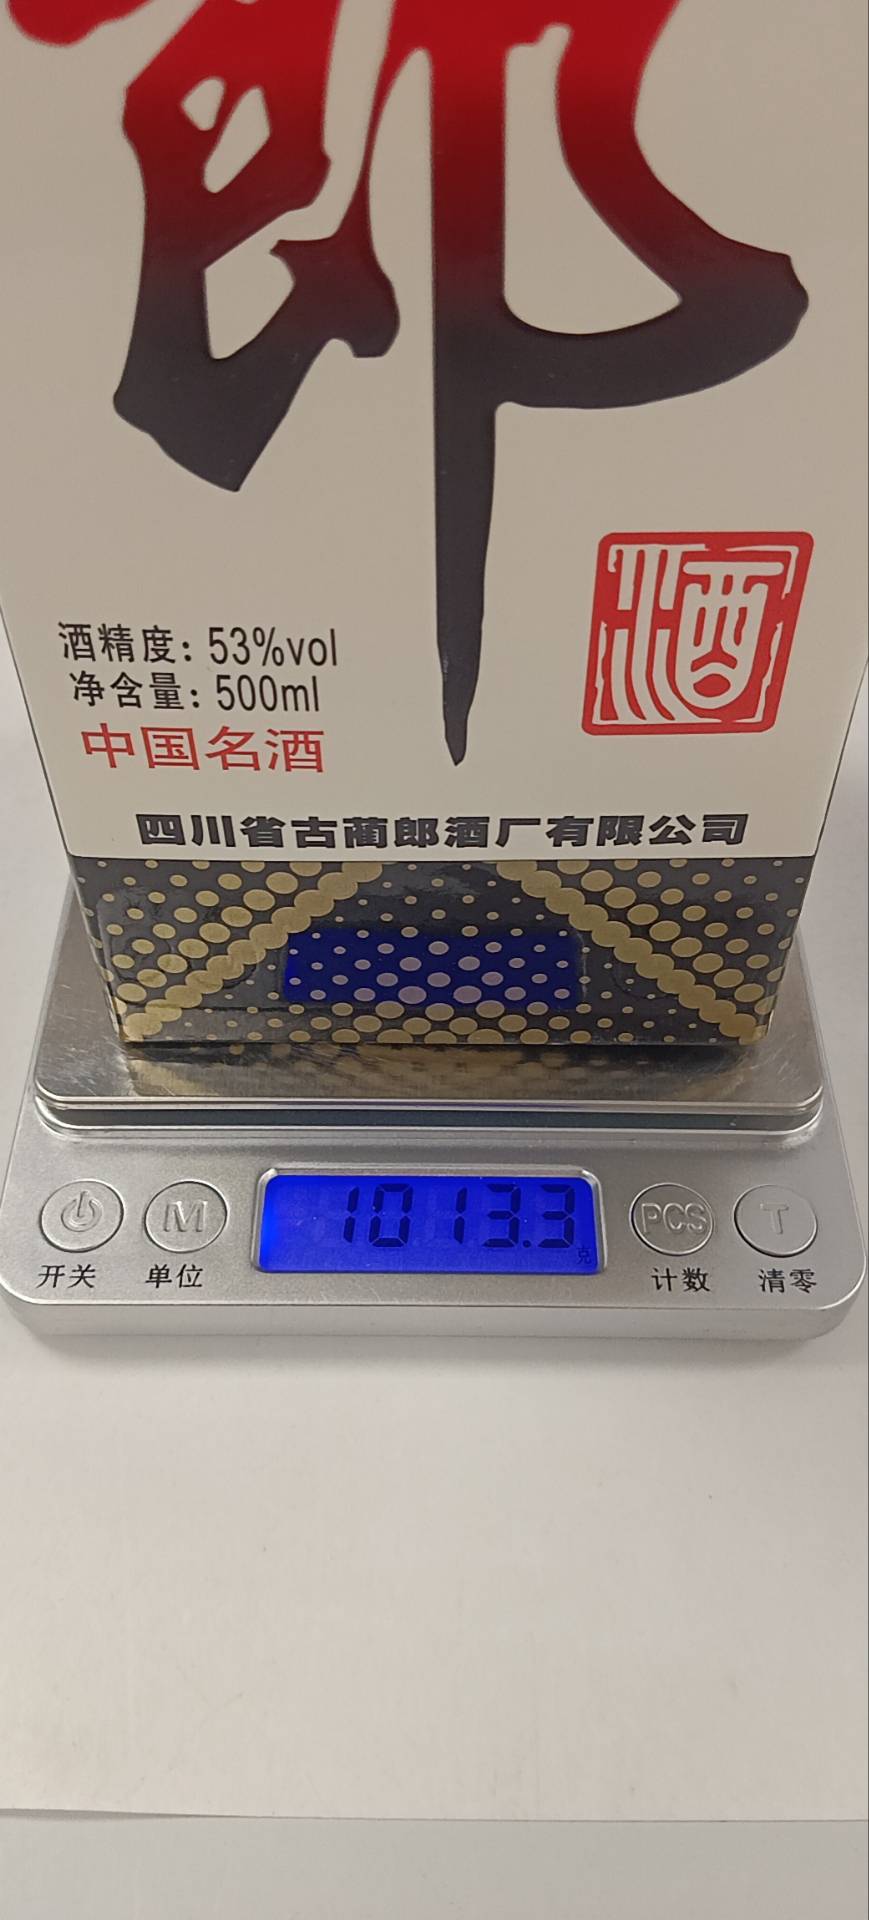 郎
酒
酒精度: 53%vol
净含量: 500ml
中国名酒
四川省古蔺郎酒厂有限公司
1013.3
克
M PCS T
开关 单位 计数 清零